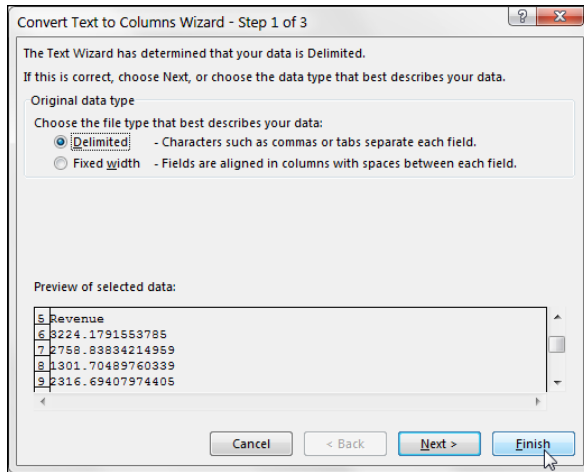 Convert Text to Columns Wizard - Step 1 of 3
The Text Wizard has determined that your data is Delimited.
If this is correct, choose Next, or choose the data type that best describes your data.
Original data type
Choose the file type that best describes your data:
Delimited - Characters such as commas or tabs separate each field.
Fixed width - Fields are aligned in columns with spaces between each field.
Preview of selected data:
5 Revenue
6 3224.1791553785
7 2758.83834214959
8 1301.70489760339
9 2316.69407974405
Cancel < Back Next > Finish